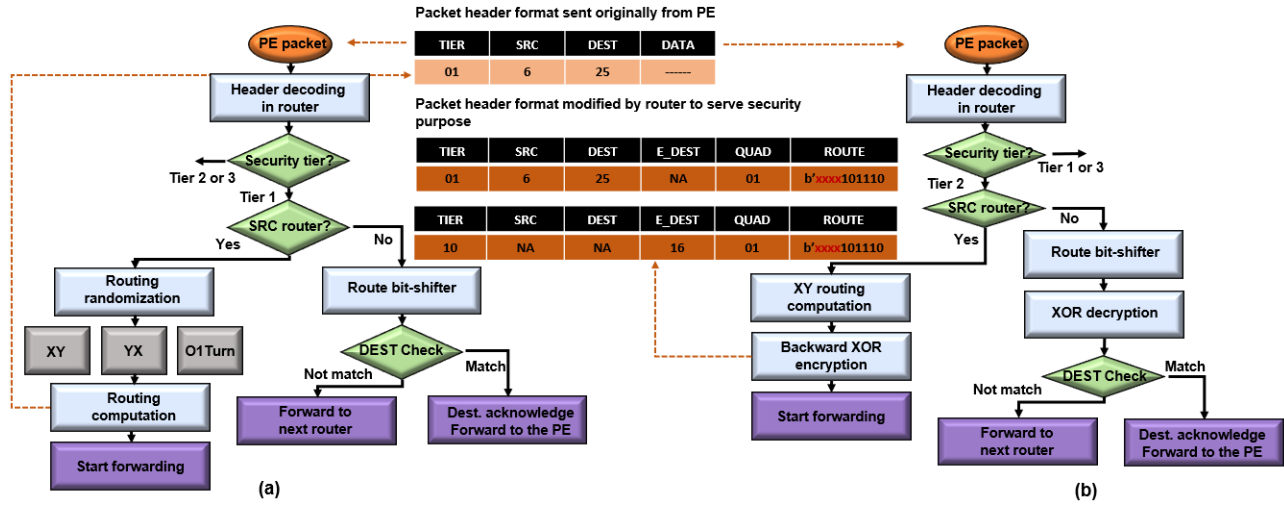 Packet header format sent originally from PE
TIER SRC DEST DATA
01 6 25 ------
Packet header format modified by router to serve security
purpose
TIER SRC DEST E_DEST QUAD ROUTE
01 6 25 NA 01 b'xxxx101110
TIER SRC DEST E_DEST QUAD ROUTE
10 NA NA 16 01 b'xxxx101110
PE packet
Header decoding
in router
Security tier?
Tier 2 or 3
Tier 1
SRC router?
Yes
No
Routing
randomization
XY
YX
O1Turn
Routing
computation
Start forwarding
Route bit-shifter
DEST Check
Not match
Match
Forward to
next router
Dest. acknowledge
Forward to the PE
(a)
PE packet
Header decoding
in router
Security tier?
Tier 1 or 3
Tier 2
SRC router?
Yes
No
XY routing
computation
Backward XOR
encryption
Start forwarding
Route bit-shifter
XOR decryption
DEST Check
Not match
Match
Forward to
next router
Dest. acknowledge
Forward to the PE
(b)